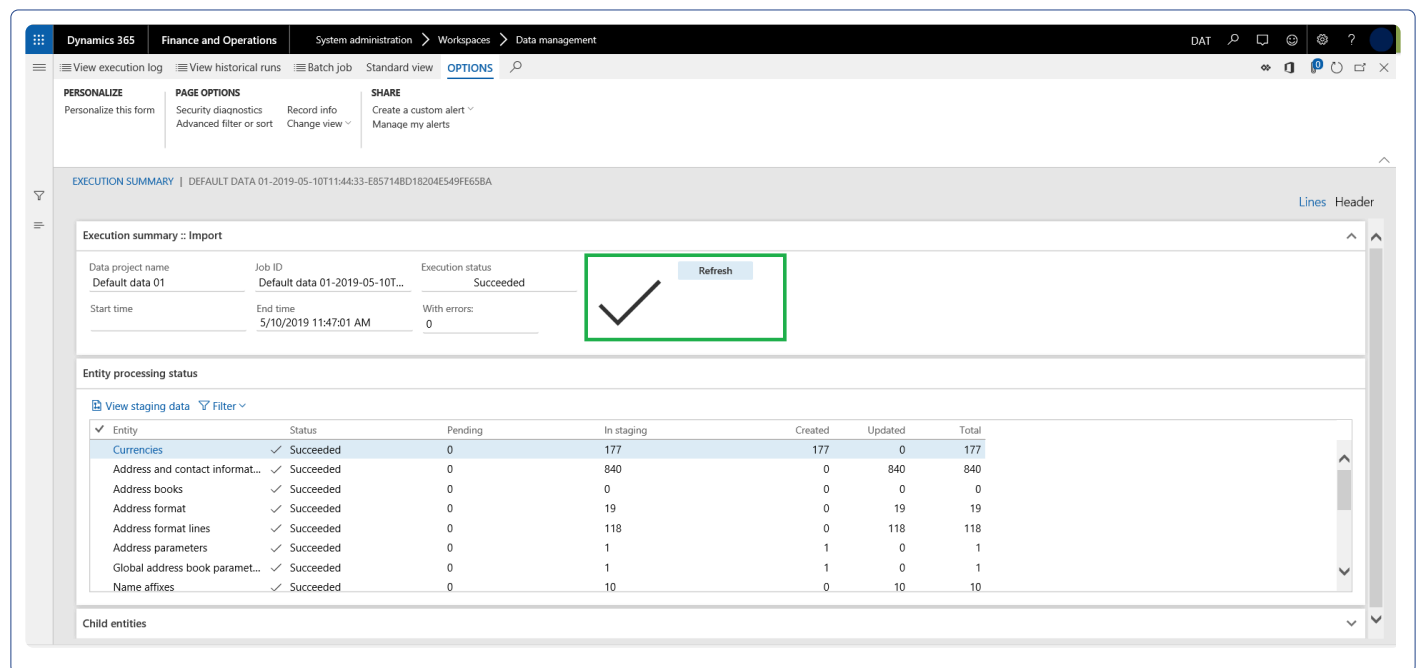 Dynamics 365 Finance and Operations System administration Workspaces Data management DAT ?
View execution log View historical runs Batch job Standard view OPTIONS 0
PERSONALIZE PAGE OPTIONS SHARE
Personalize this form Security diagnostics Record info Create a custom alert
Advanced filter or sort Change view Manage my alerts
EXECUTION SUMMARY | DEFAULT DATA 01-2019-05-10T11:44:33-E85714BD18204E549FE65BA
Lines Header
Execution summary :: Import
Data project name Job ID Execution status Refresh
Default data 01 Default data 01-2019-05-10T... Succeeded
Start time End time With errors:
5/10/2019 11:47:01 AM 0
Entity processing status
View staging data Filter
Entity Status Pending In staging Created Updated Total
Currencies Succeeded 0 177 177 0 177
Address and contact informat... Succeeded 0 840 0 840 840
Address books Succeeded 0 0 0 0 0
Address format Succeeded 0 19 0 19 19
Address format lines Succeeded 0 118 0 118 118
Address parameters Succeeded 0 1 1 0 1
Global address book paramet... Succeeded 0 1 1 0 1
Name affixes Succeeded 0 10 0 10 10
Child entities